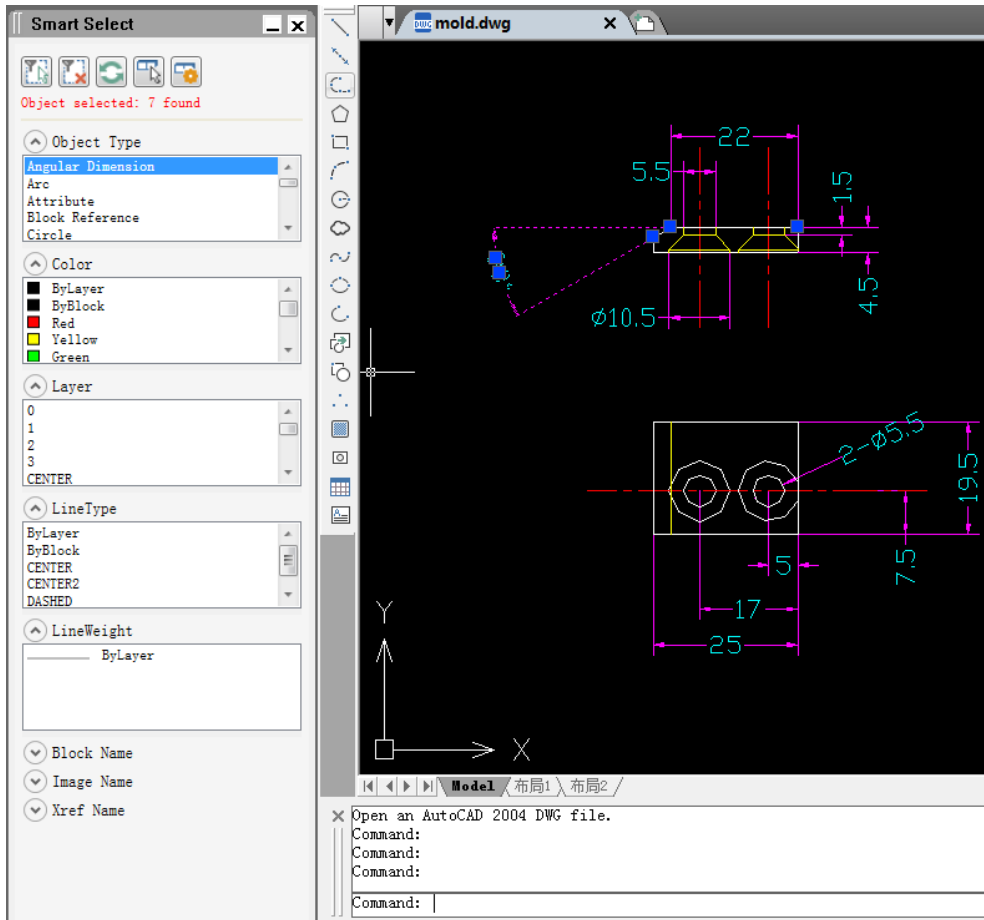 Smart Select
Object selected: 7 found
Object Type
Angular Dimension
Arc
Attribute
Block Reference
Circle
Color
ByLayer
ByBlock
Red
Yellow
Green
Layer
0
1
2
3
CENTER
LineType
ByLayer
ByBlock
CENTER
CENTER2
DASHED
LineWeight
ByLayer
Block Name
Image Name
Xref Name
DWG mold.dwg
22
5.5
1.5
4.5
ø10.5
2-ø5.5
19.5
7.5
5
17
25
Y
X
Model 布局1 布局2
Open an AutoCAD 2004 DWG file.
Command:
Command:
Command:
Command: